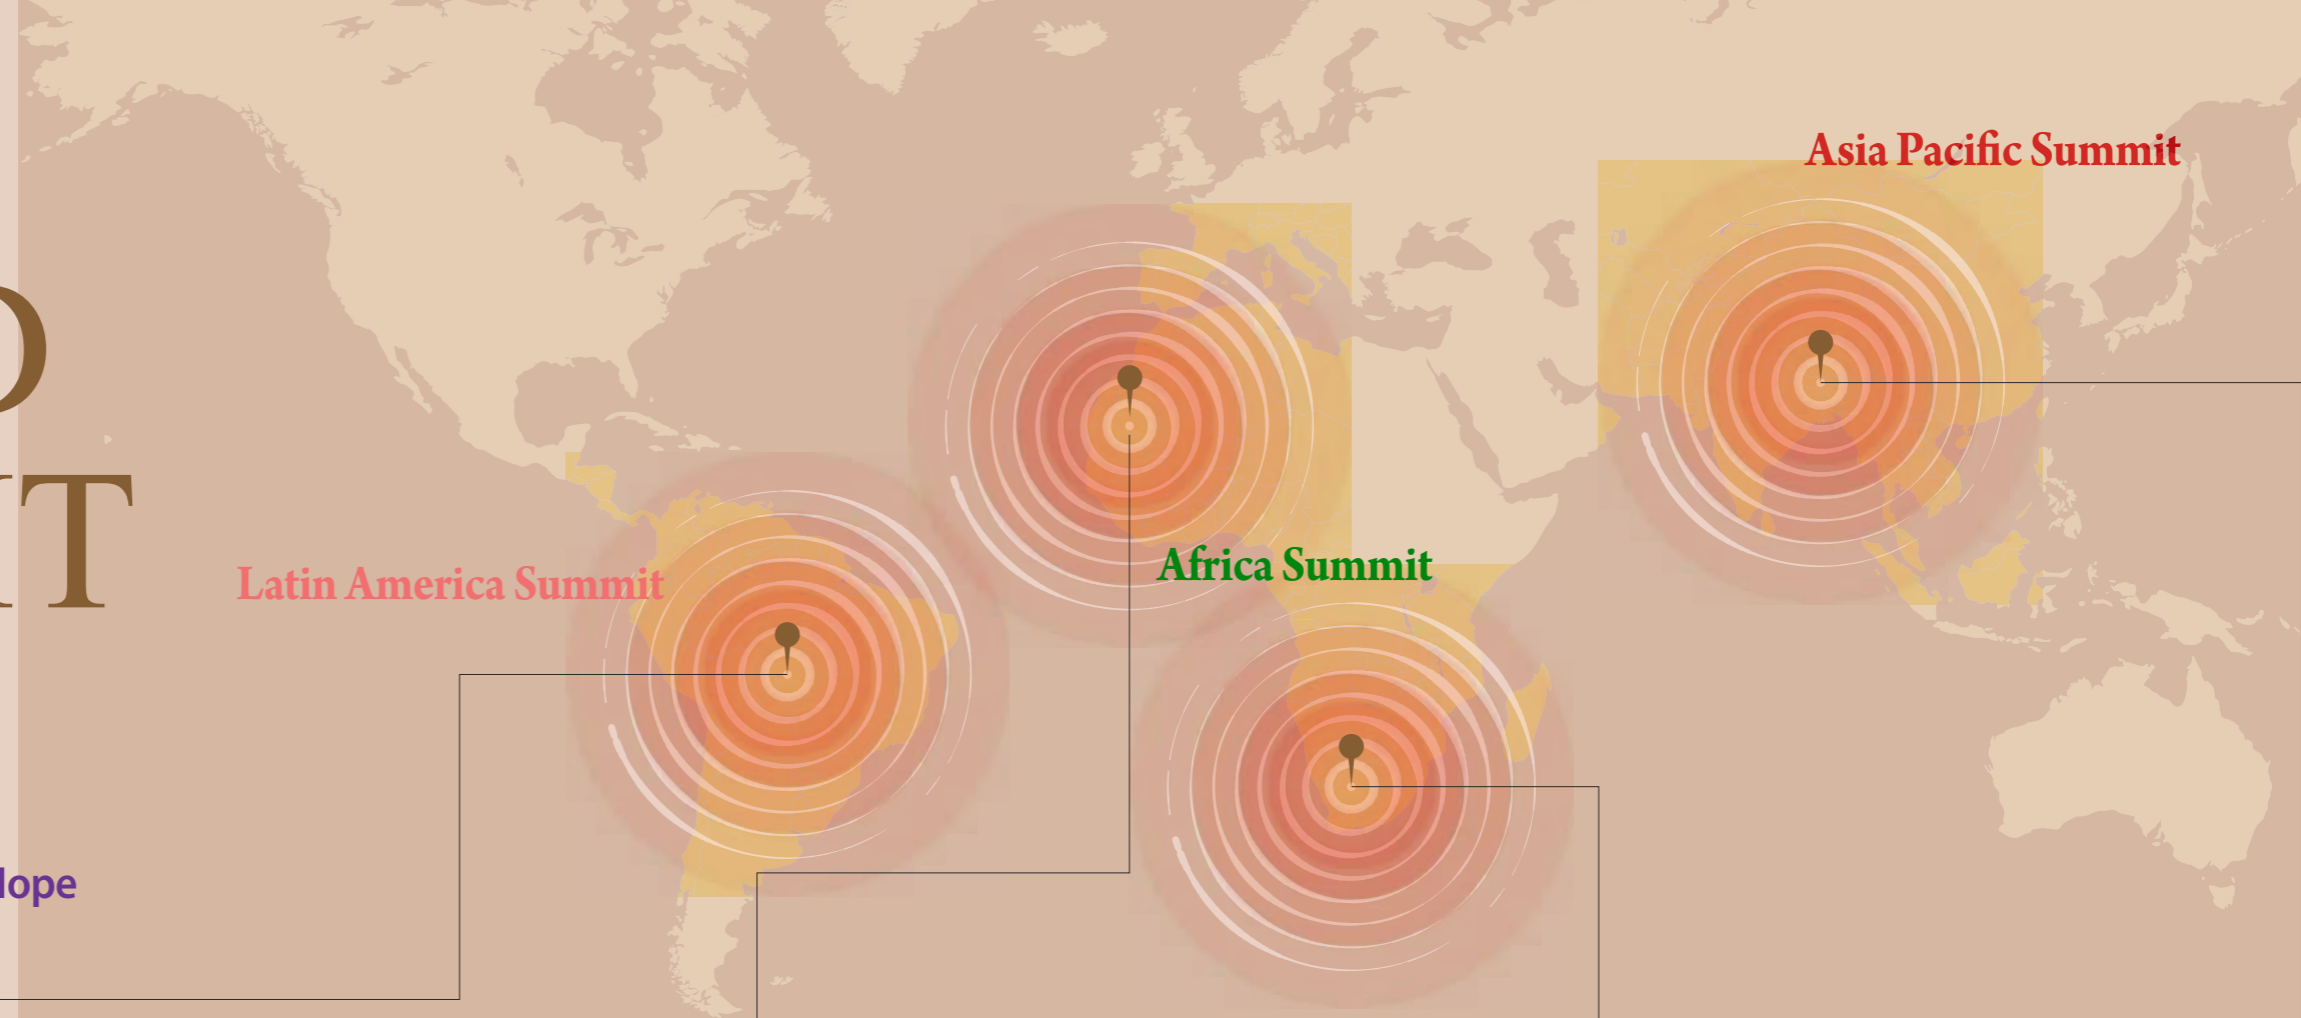 Asia Pacific Summit
Africa Summit
Latin America Summit